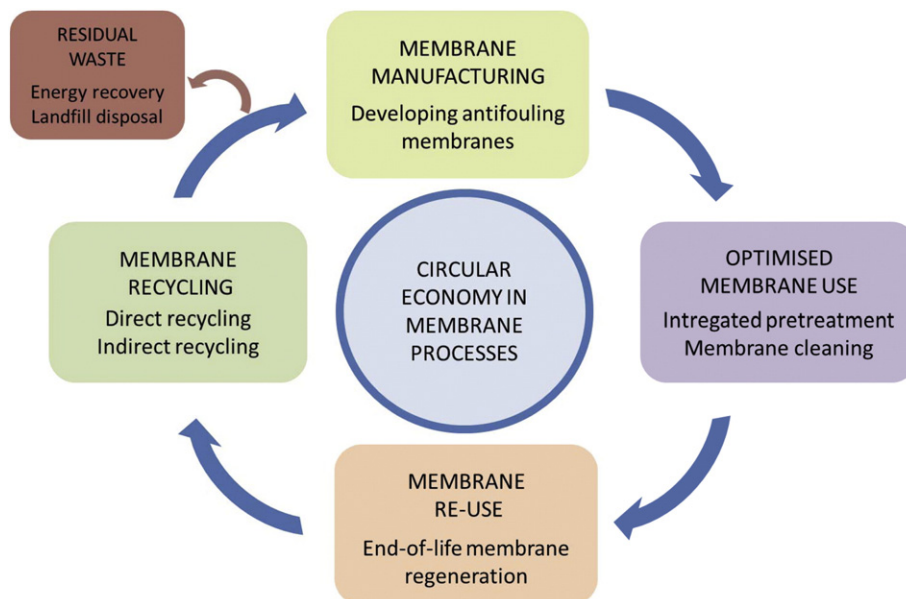 RESIDUAL
WASTE
Energy recovery
Landfill disposal
MEMBRANE
MANUFACTURING
Developing antifouling
membranes
MEMBRANE
RECYCLING
Direct recycling
Indirect recycling
CIRCULAR
ECONOMY IN
MEMBRANE
PROCESSES
OPTIMISED
MEMBRANE USE
Intregated pretreatment
Membrane cleaning
MEMBRANE
RE-USE
End-of-life membrane
regeneration